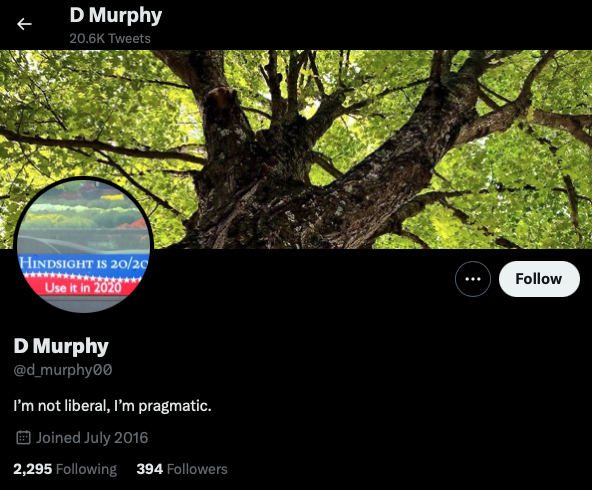 D Murphy
20.6K Tweets
HINDSIGHT IS 20/20
Use it in 2020
Follow
D Murphy
@d_murphy00
I'm not liberal, I'm pragmatic.
Joined July 2016
2,295 Following 394 Followers